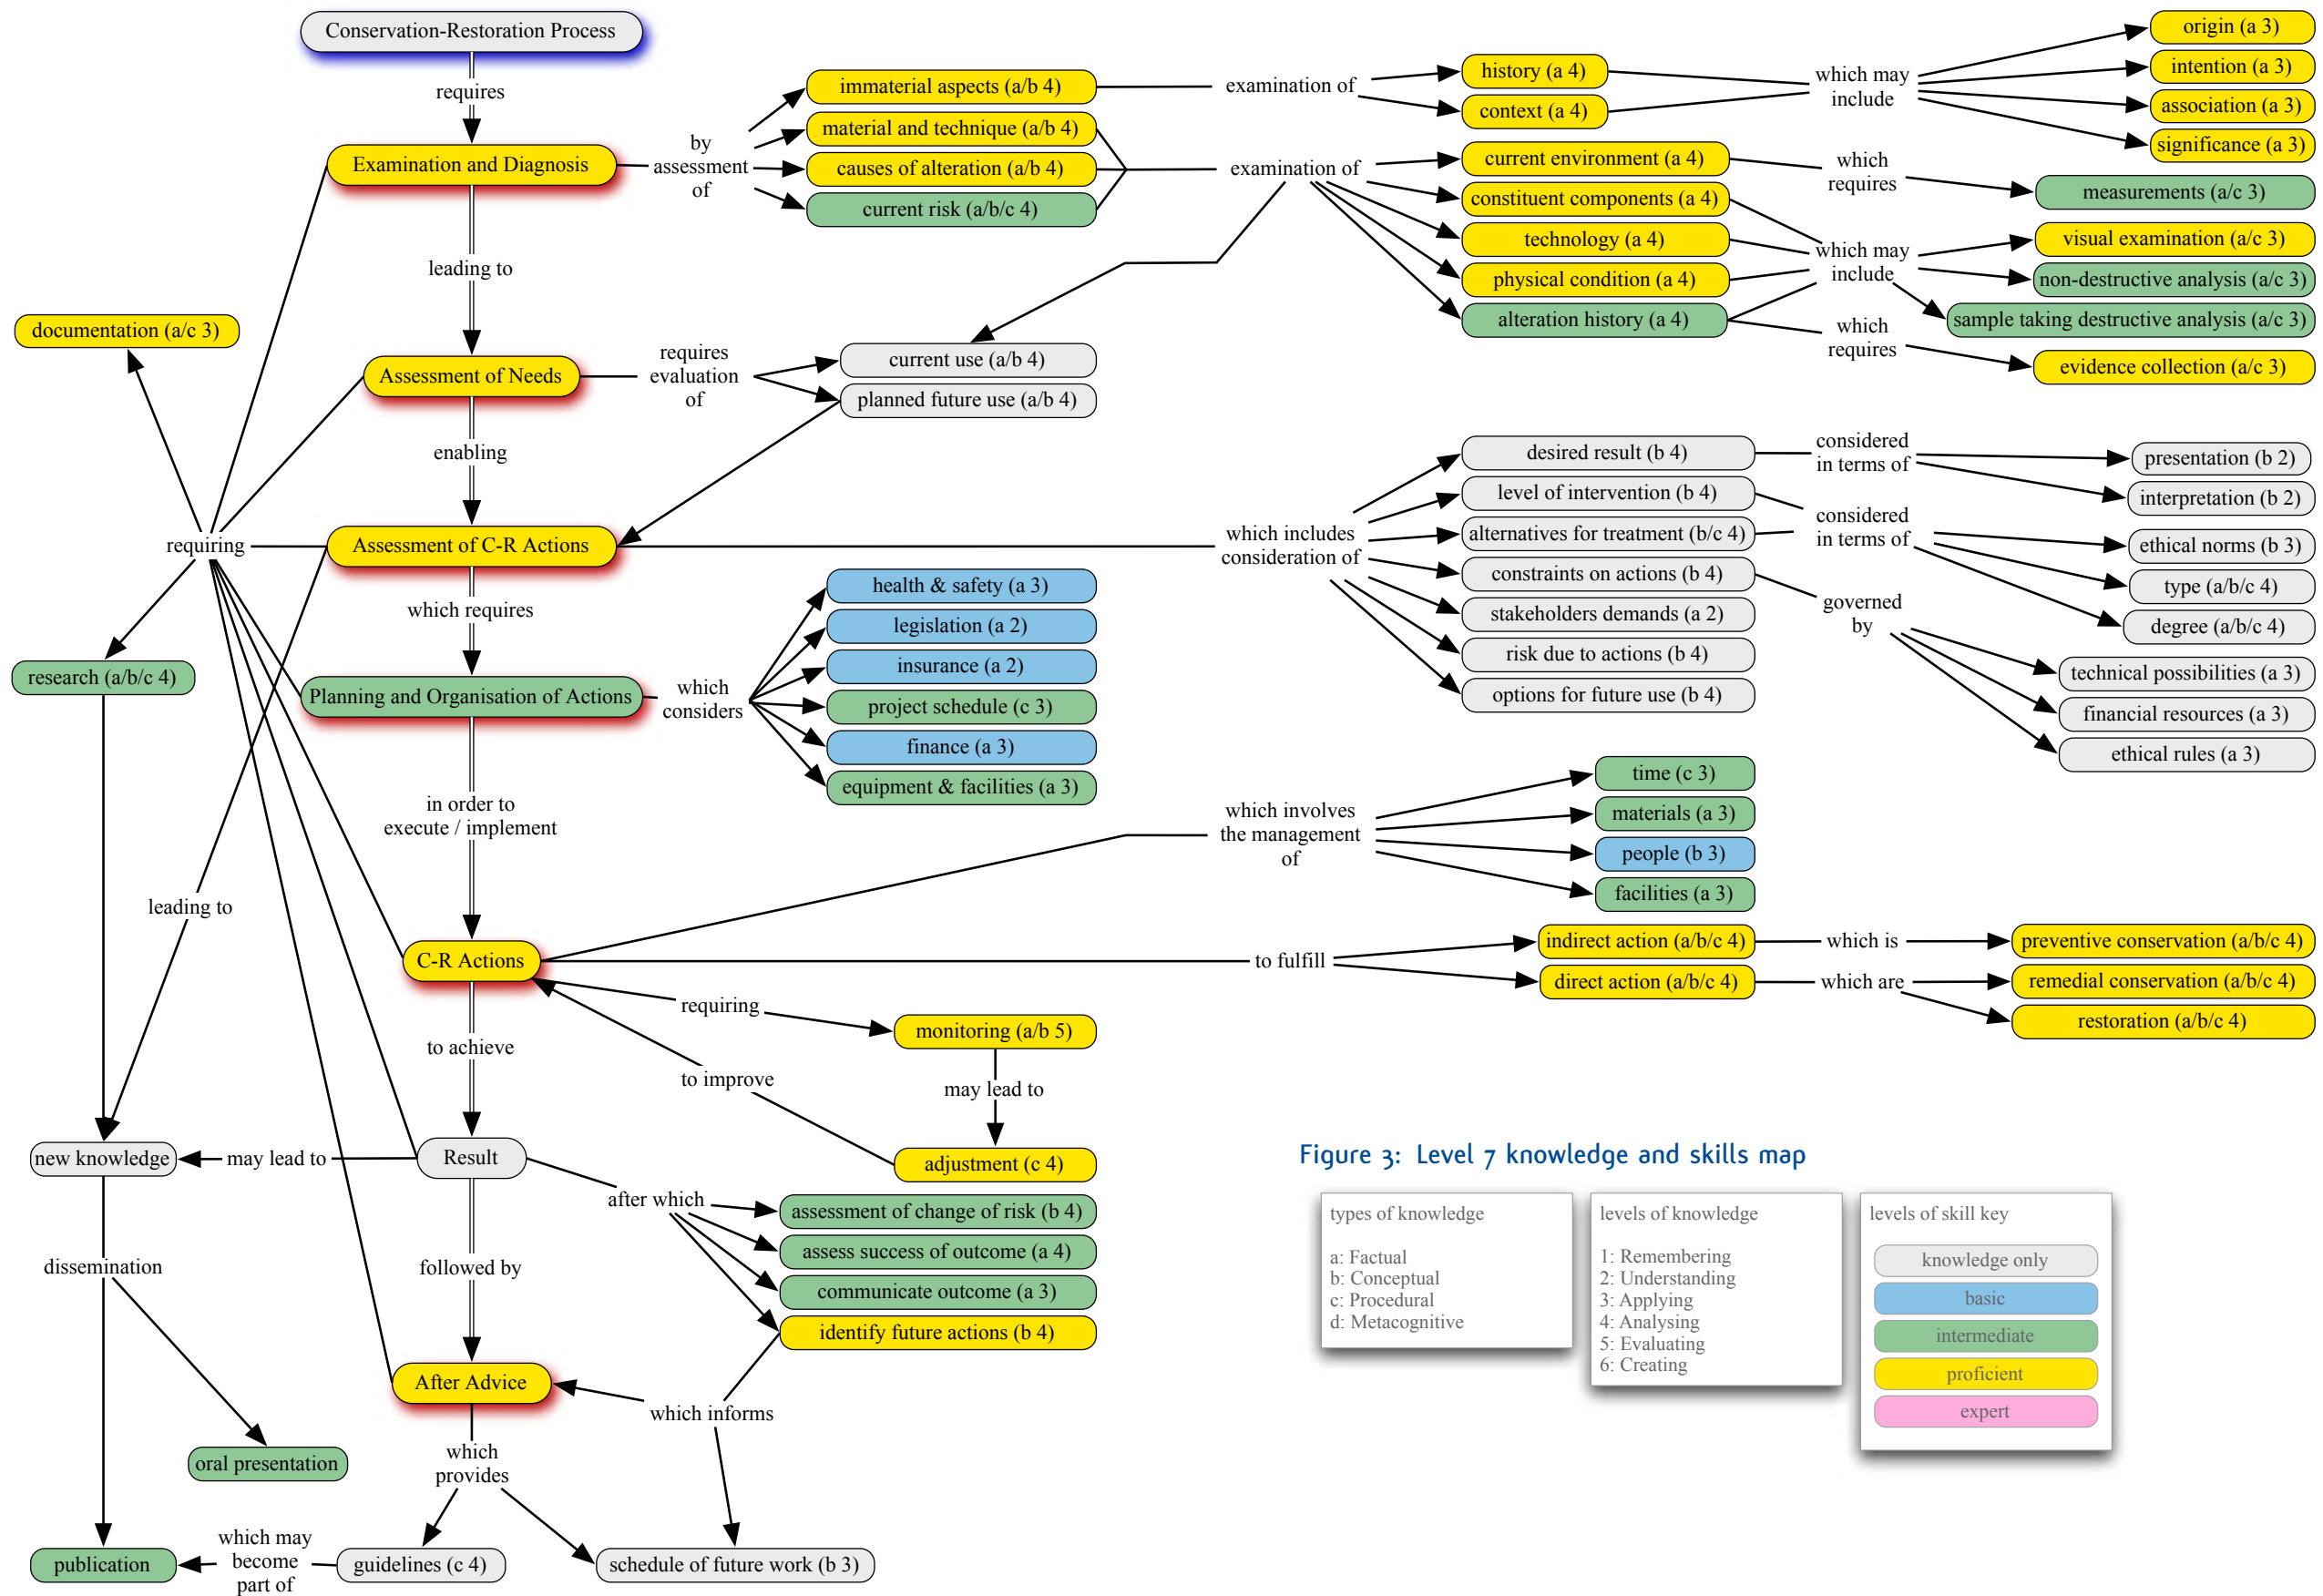 Conservation-Restoration Process
requires
Examination and Diagnosis
by
assessment
of
immaterial aspects (a/b 4)
material and technique (a/b 4)
causes of alteration (a/b 4)
current risk (a/b/c 4)
examination of
history (a 4)
context (a 4)
which may
include
origin (a 3)
intention (a 3)
association (a 3)
significance (a 3)
examination of
current environment (a 4)
constituent components (a 4)
technology (a 4)
physical condition (a 4)
alteration history (a 4)
which
requires
measurements (a/c 3)
which may
include
visual examination (a/c 3)
non-destructive analysis (a/c 3)
sample taking destructive analysis (a/c 3)
which
requires
evidence collection (a/c 3)
leading to
documentation (a/c 3)
Assessment of Needs
requires
evaluation
of
current use (a/b 4)
planned future use (a/b 4)
enabling
requiring
Assessment of C-R Actions
which includes
consideration of
desired result (b 4)
level of intervention (b 4)
alternatives for treatment (b/c 4)
constraints on actions (b 4)
stakeholders demands (a 2)
risk due to actions (b 4)
options for future use (b 4)
considered
in terms of
presentation (b 2)
interpretation (b 2)
considered
in terms of
ethical norms (b 3)
type (a/b/c 4)
degree (a/b/c 4)
governed
by
technical possibilities (a 3)
financial resources (a 3)
ethical rules (a 3)
which requires
research (a/b/c 4)
Planning and Organisation of Actions
which
considers
health & safety (a 3)
legislation (a 2)
insurance (a 2)
project schedule (c 3)
finance (a 3)
equipment & facilities (a 3)
in order to
execute / implement
which involves
the management
of
time (c 3)
materials (a 3)
people (b 3)
facilities (a 3)
leading to
C-R Actions
to fulfill
indirect action (a/b/c 4)
direct action (a/b/c 4)
which is
which are
preventive conservation (a/b/c 4)
remedial conservation (a/b/c 4)
restoration (a/b/c 4)
requiring
monitoring (a/b 5)
to achieve
to improve
may lead to
adjustment (c 4)
new knowledge
may lead to
Result
after which
assessment of change of risk (b 4)
assess success of outcome (a 4)
communicate outcome (a 3)
identify future actions (b 4)
dissemination
followed by
After Advice
which informs
oral presentation
which
provides
publication
which may
become
part of
guidelines (c 4)
schedule of future work (b 3)
Figure 3: Level 7 knowledge and skills map
types of knowledge
a: Factual
b: Conceptual
c: Procedural
d: Metacognitive
levels of knowledge
1: Remembering
2: Understanding
3: Applying
4: Analysing
5: Evaluating
6: Creating
levels of skill key
knowledge only
basic
intermediate
proficient
expert